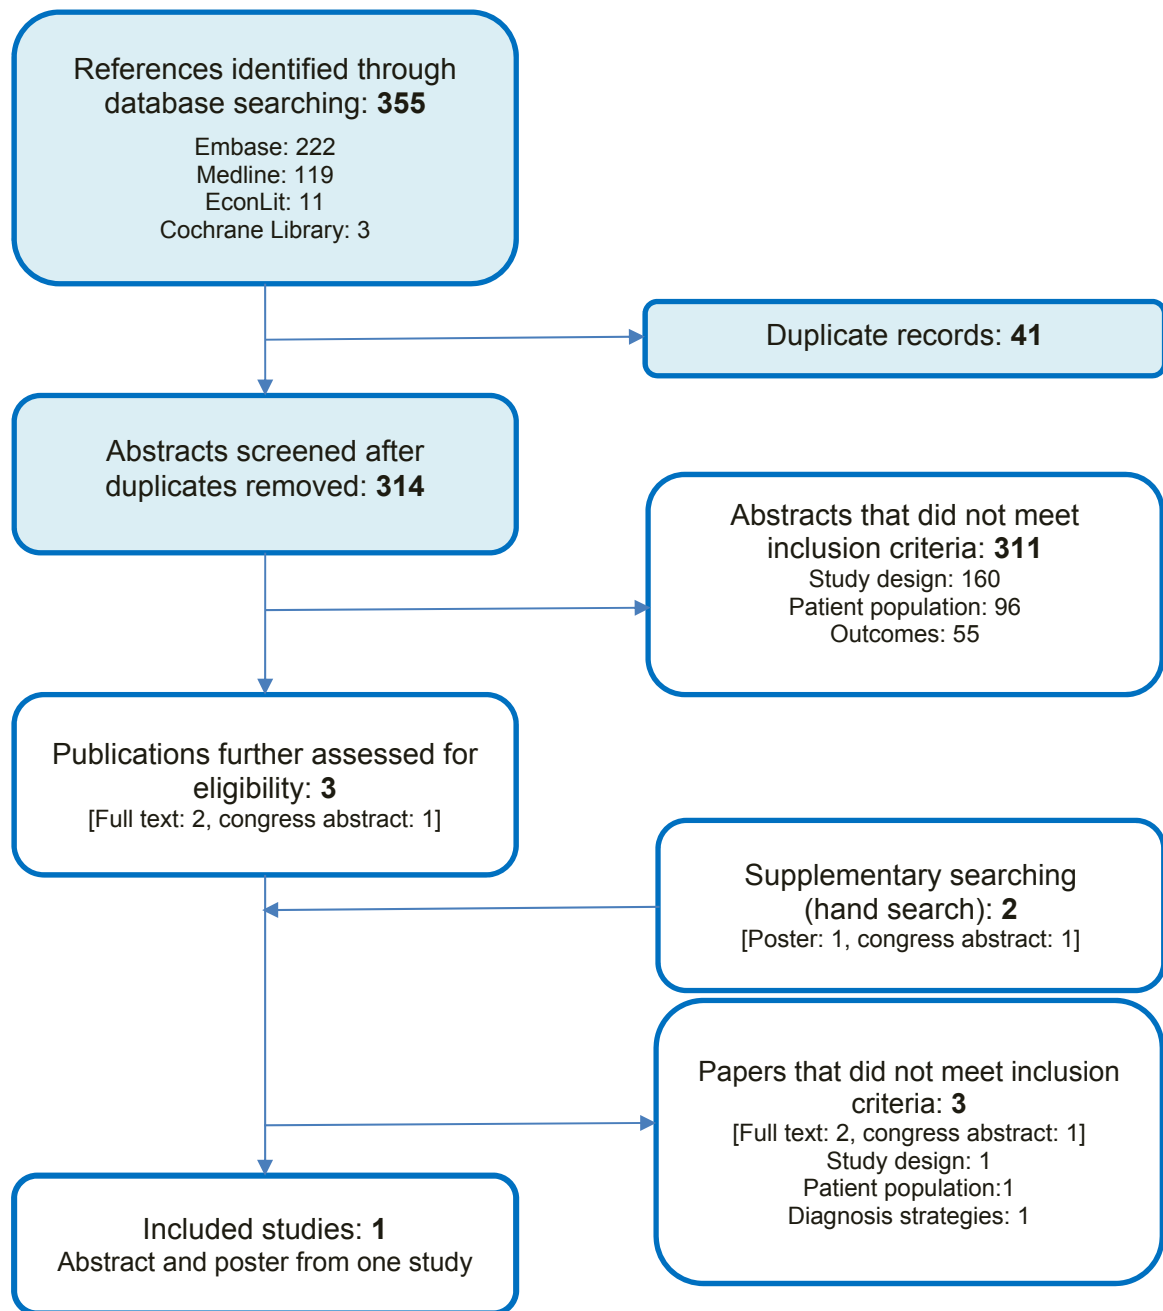 References identified through
database searching: 355
Embase: 222
Medline: 119
EconLit: 11
Cochrane Library: 3
Duplicate records: 41
Abstracts screened after
duplicates removed: 314
Abstracts that did not meet
inclusion criteria: 311
Study design: 160
Patient population: 96
Outcomes: 55
Publications further assessed for
eligibility: 3
[Full text: 2, congress abstract: 1]
Supplementary searching
(hand search): 2
[Poster: 1, congress abstract: 1]
Papers that did not meet inclusion
criteria: 3
[Full text: 2, congress abstract: 1]
Study design: 1
Patient population:1
Diagnosis strategies: 1
Included studies: 1
Abstract and poster from one study